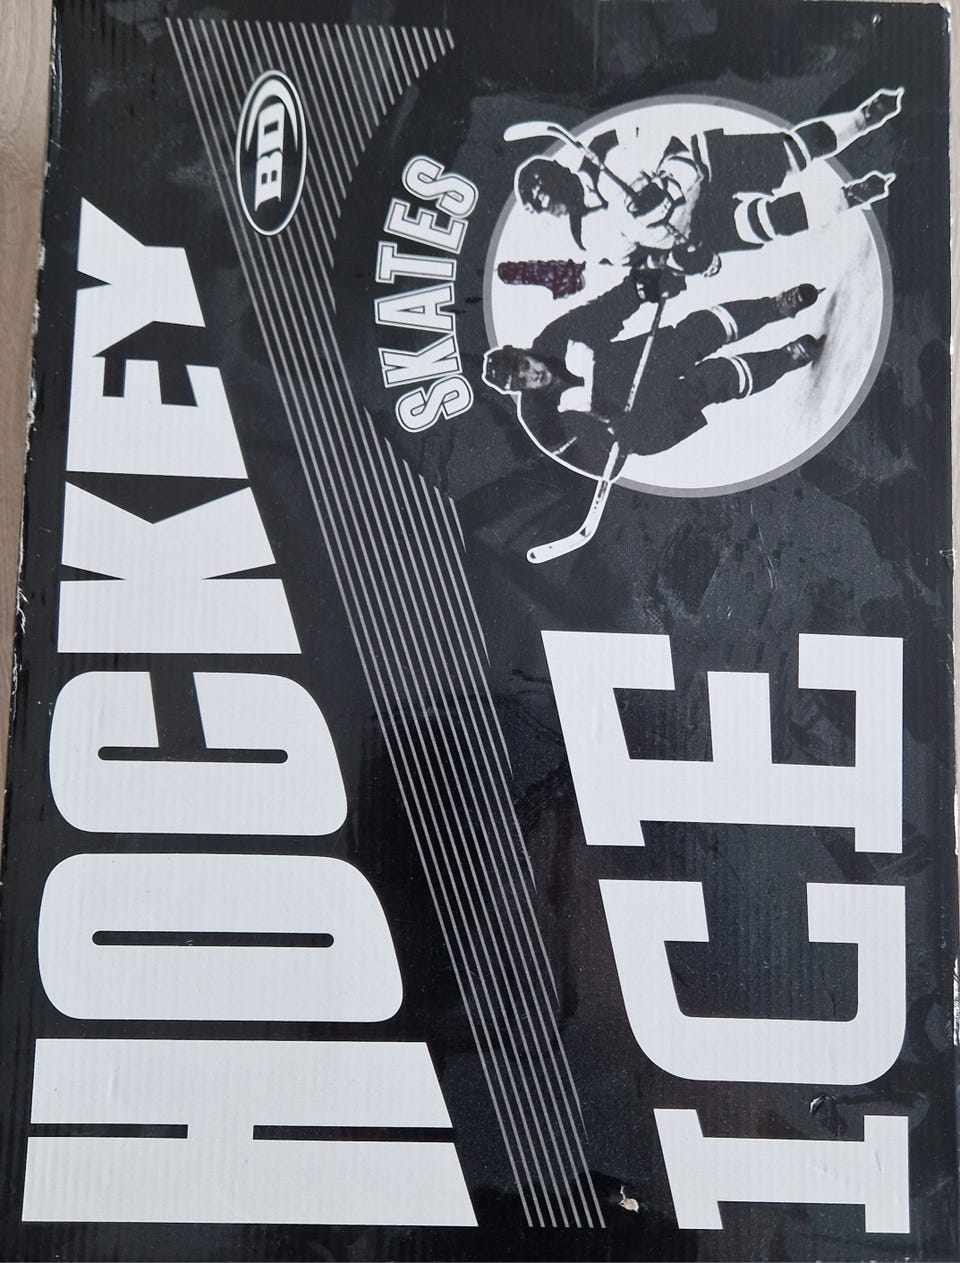 HOCKEY
BD
SKATES
ICE